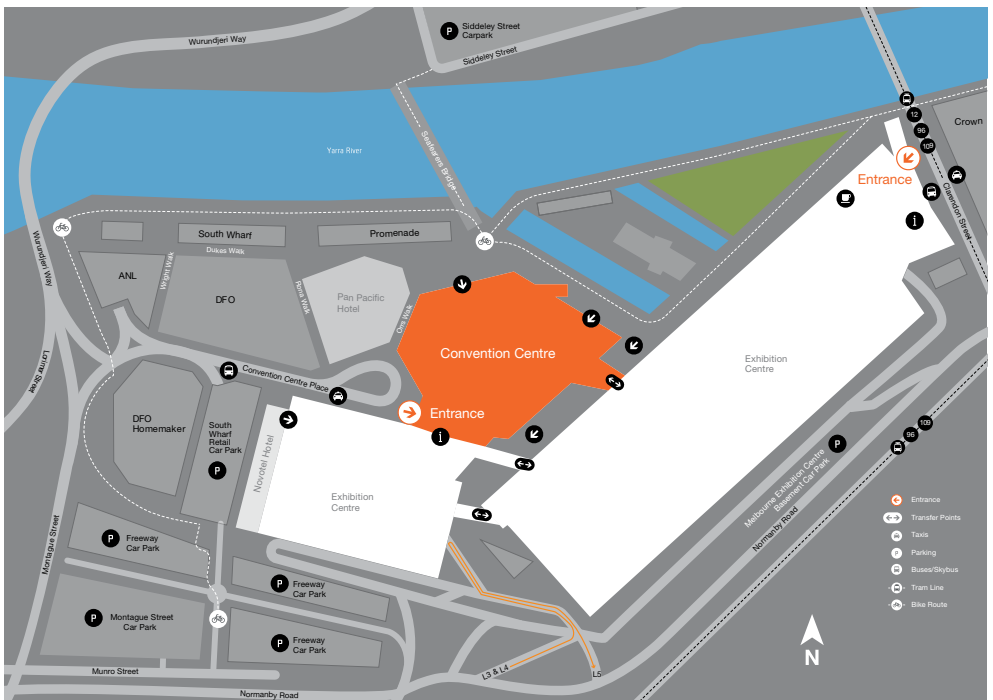 Siddeley Street
Carpark
P
Siddeley Street
Wurundjeri Way
Yarra River
Seafarers Bridge
12
96
109
Crown
Entrance
Clarendon Street
i
Wurundjeri Way
South Wharf
Promenade
Dukes Walk
ANL
Wright Walk
DFO
Rona Walk
Pan Pacific
Hotel
Orrs Walk
Convention Centre
Exhibition
Centre
Lorimer Street
Convention Centre Place
Entrance
i
DFO
Homemaker
South
Wharf
Retail
Car Park
P
Novotel Hotel
Exhibition
Centre
109
96
P
Melbourne Exhibition Centre
Basement Car Park
Normanby Road
Entrance
Transfer Points
Taxis
P
Parking
Buses/Skybus
Tram Line
Bike Route
Montague Street
P
Freeway
Car Park
P
Freeway
Car Park
P
Montague Street
Car Park
P
Freeway
Car Park
Munro Street
Normanby Road
L3 & L4
L5
N